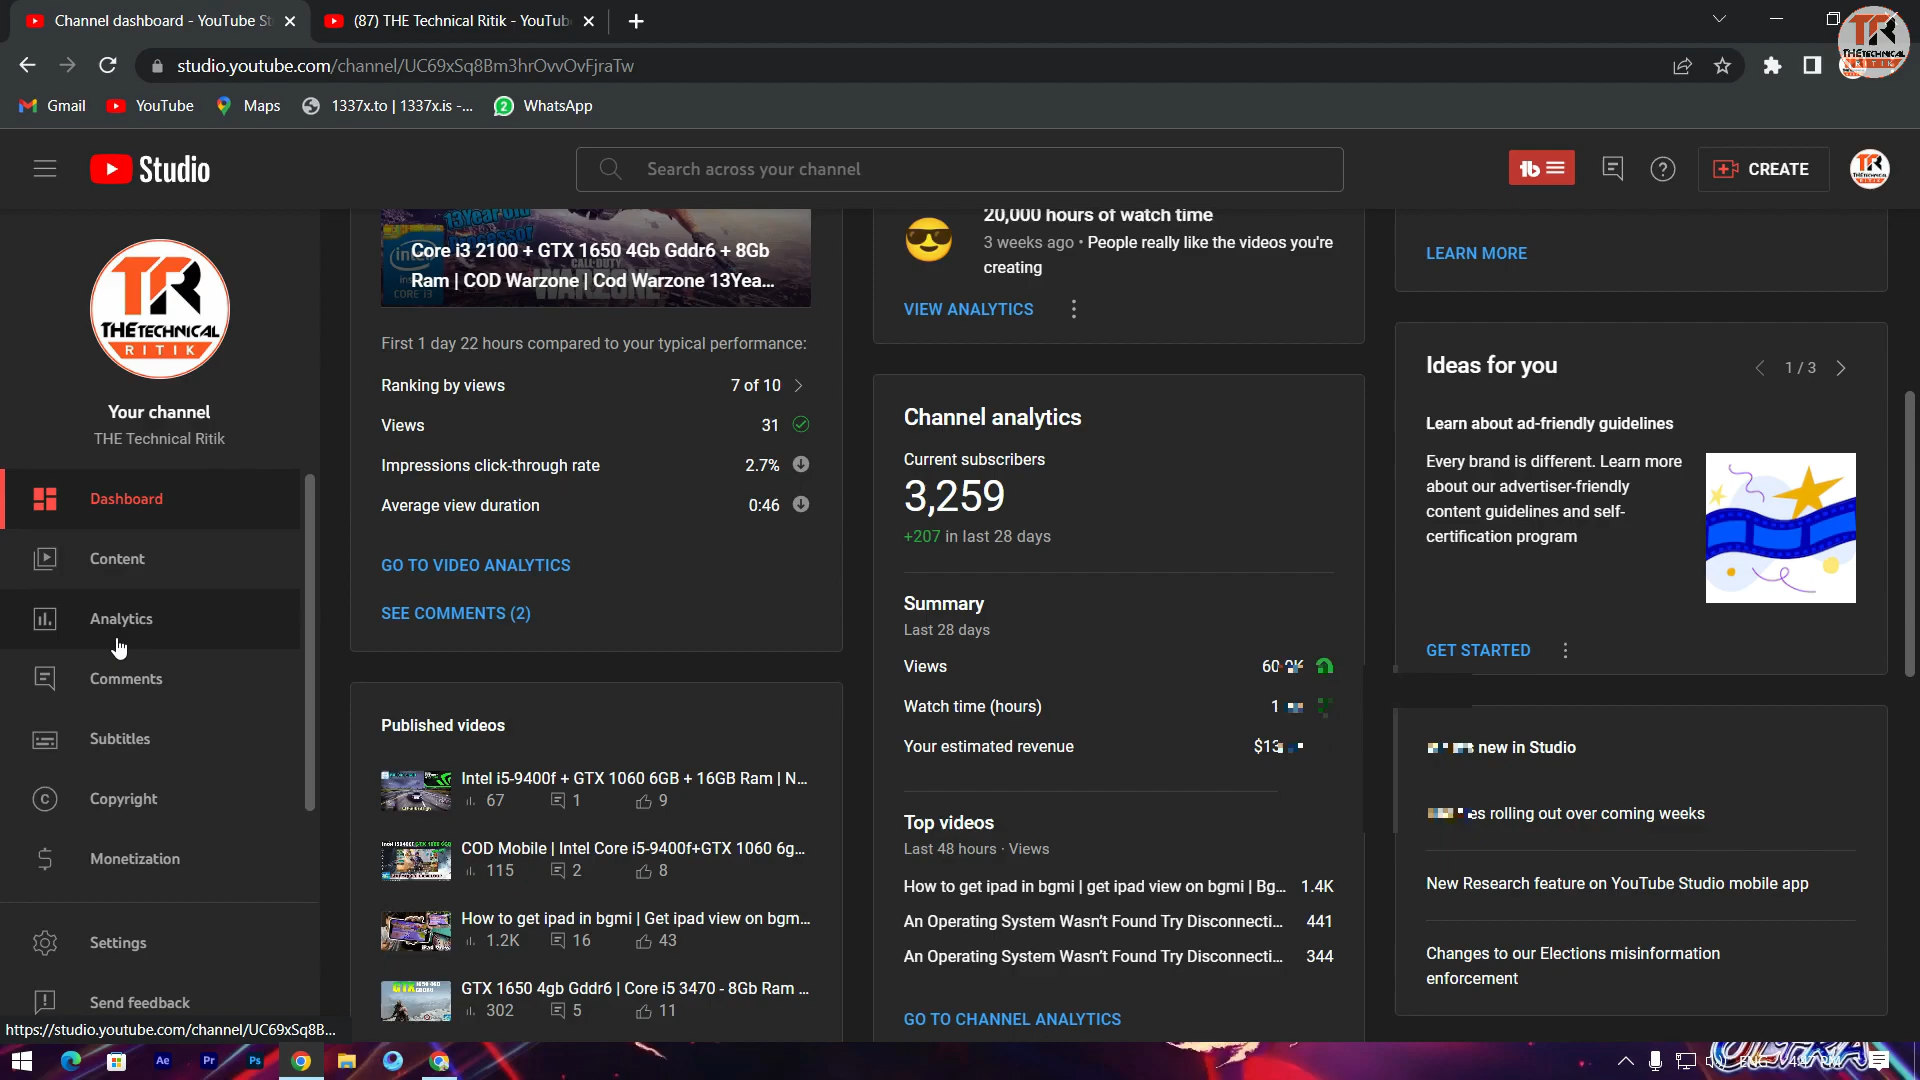 Channel dashboard - YouTube St
(87) THE Technical Ritik - YouTub
studio.youtube.com/channel/UC69xSq8Bm3hrOvvOvFjraTw
Gmail
YouTube
Maps
1337x.to | 1337x.is -...
WhatsApp
Studio
Search across your channel
CREATE
TR
THE TECHNICAL
RITIK
Your channel
THE Technical Ritik
Dashboard
Content
Analytics
Comments
Subtitles
Copyright
Monetization
Settings
Send feedback
https://studio.youtube.com/channel/UC69xSq8B...
13Year old
Core i3 2100 + GTX 1650 4Gb Gddr6 + 8Gb
Ram | COD Warzone | Cod Warzone 13Yea...
First 1 day 22 hours compared to your typical performance:
Ranking by views 7 of 10
Views 31
Impressions click-through rate 2.7%
Average view duration 0:46
GO TO VIDEO ANALYTICS
SEE COMMENTS (2)
Published videos
Intel i5-9400f + GTX 1060 6GB + 16GB Ram | N...
67 1 9
COD Mobile | Intel Core i5-9400f+GTX 1060 6g...
115 2 8
How to get ipad in bgmi | Get ipad view on bgm...
1.2K 16 43
GTX 1650 4gb Gddr6 | Core i5 3470 - 8Gb Ram ...
302 5 11
20,000 hours of watch time
3 weeks ago • People really like the videos you're
creating
VIEW ANALYTICS
Channel analytics
Current subscribers
3,259
+207 in last 28 days
Summary
Last 28 days
Views
Watch time (hours)
Your estimated revenue
Top videos
Last 48 hours · Views
How to get ipad in bgmi | get ipad view on bgmi | Bg... 1.4K
An Operating System Wasn't Found Try Disconnecti... 441
An Operating System Wasn't Found Try Disconnecti... 344
GO TO CHANNEL ANALYTICS
LEARN MORE
Ideas for you
1 / 3
Learn about ad-friendly guidelines
Every brand is different. Learn more
about our advertiser-friendly
content guidelines and self-
certification program
GET STARTED
new in Studio
rolling out over coming weeks
New Research feature on YouTube Studio mobile app
Changes to our Elections misinformation
enforcement
Ae
Pr
Ps
ENG